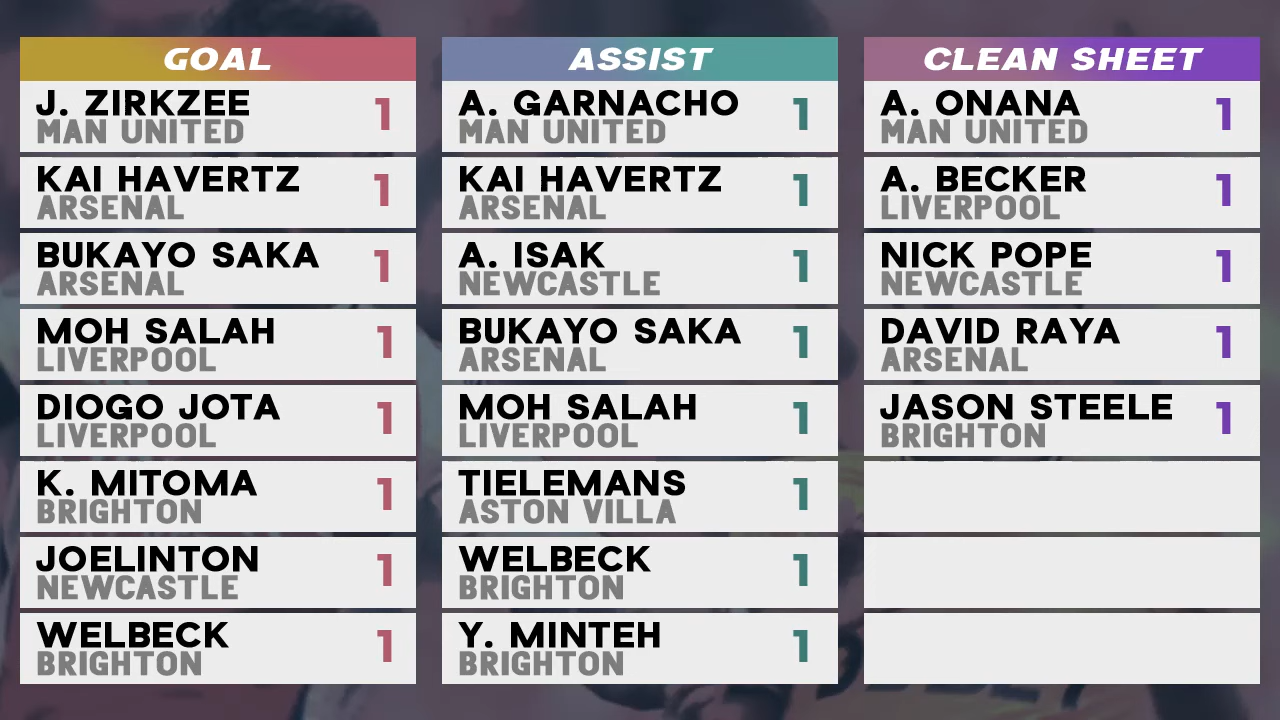 GOAL
J. ZIRKZEE 1
MAN UNITED
KAI HAVERTZ 1
ARSENAL
BUKAYO SAKA 1
ARSENAL
MOH SALAH 1
LIVERPOOL
DIOGO JOTA 1
LIVERPOOL
K. MITOMA 1
BRIGHTON
JOELINTON 1
NEWCASTLE
WELBECK 1
BRIGHTON
ASSIST
A. GARNACHO 1
MAN UNITED
KAI HAVERTZ 1
ARSENAL
A. ISAK 1
NEWCASTLE
BUKAYO SAKA 1
ARSENAL
MOH SALAH 1
LIVERPOOL
TIELEMANS 1
ASTON VILLA
WELBECK 1
BRIGHTON
Y. MINTEH 1
BRIGHTON
CLEAN SHEET
A. ONANA 1
MAN UNITED
A. BECKER 1
LIVERPOOL
NICK POPE 1
NEWCASTLE
DAVID RAYA 1
ARSENAL
JASON STEELE 1
BRIGHTON